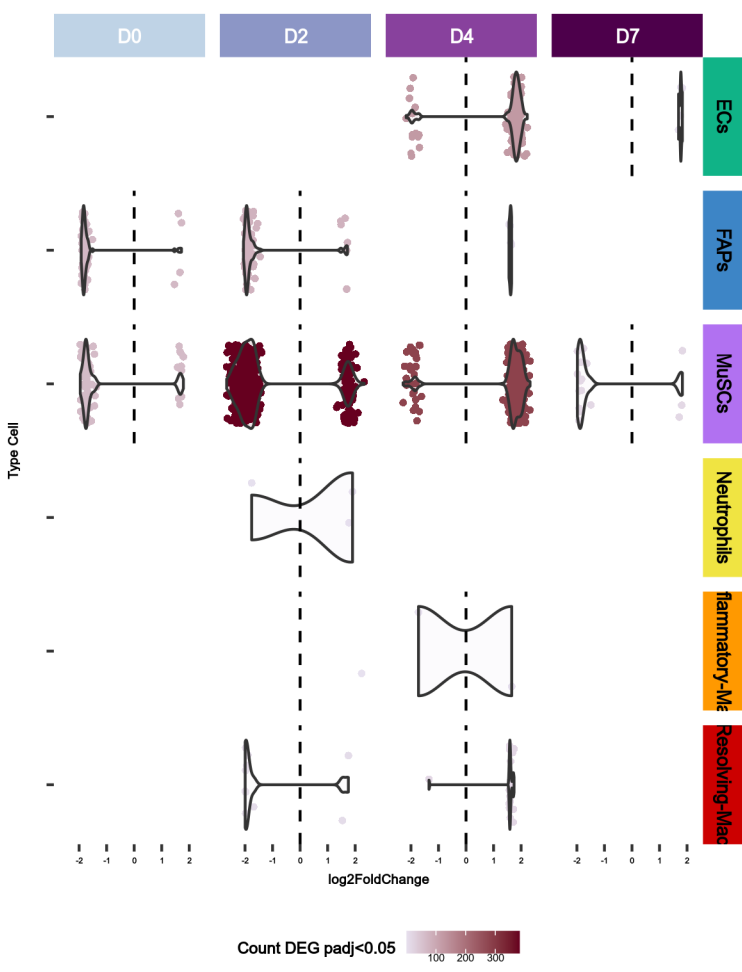 D0 D2 D4 D7
ECs
FAPs
MuSCs
Neutrophils
flammatory-Ma
Resolving-Mac
Type Cell
-2 -1 0 1 2 -2 -1 0 1 2 -2 -1 0 1 2 -2 -1 0 1 2
log2FoldChange
Count DEG padj<0.05
100 200 300